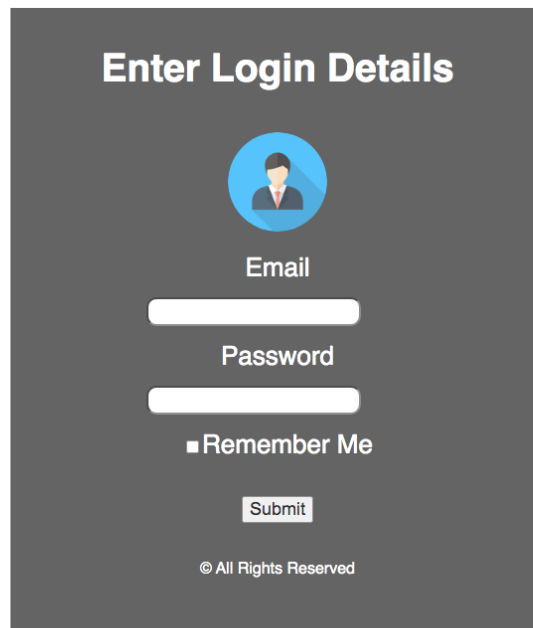 Enter Login Details
Email
Password
Remember Me
Submit
© All Rights Reserved